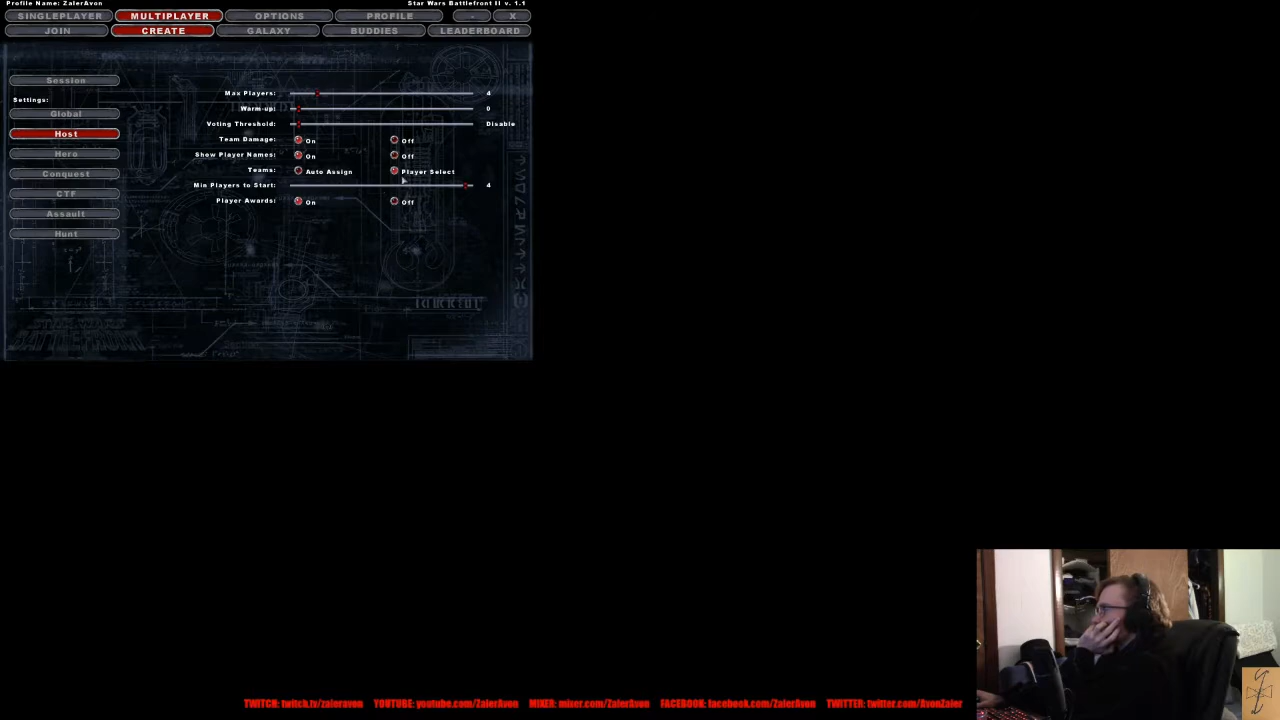 Profile Name: ZalerAvon
Star Wars Battlefront II v. 1.1
SINGLEPLAYER MULTIPLAYER OPTIONS PROFILE - X
JOIN CREATE GALAXY BUDDIES LEADERBOARD
Session
Settings:
Global
Host
Hero
Conquest
CTF
Assault
Hunt
Max Players: 4
Warm-up: 0
Voting Threshold: Disable
Team Damage: On Off
Show Player Names: On Off
Teams: Auto Assign Player Select
Min Players to Start: 4
Player Awards: On Off
TWITCH: twitch.tv/zaleravon YOUTUBE: youtube.com/ZalerAvon MIXER: mixer.com/ZalerAvon FACEBOOK: facebook.com/ZalerAvon TWITTER: twitter.com/AvonZaler